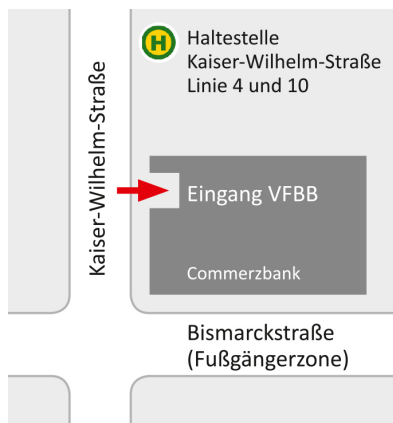 H
Haltestelle
Kaiser-Wilhelm-Straße
Linie 4 und 10
Kaiser-Wilhelm-Straße
Eingang VFBB
Commerzbank
Bismarckstraße
(Fußgängerzone)